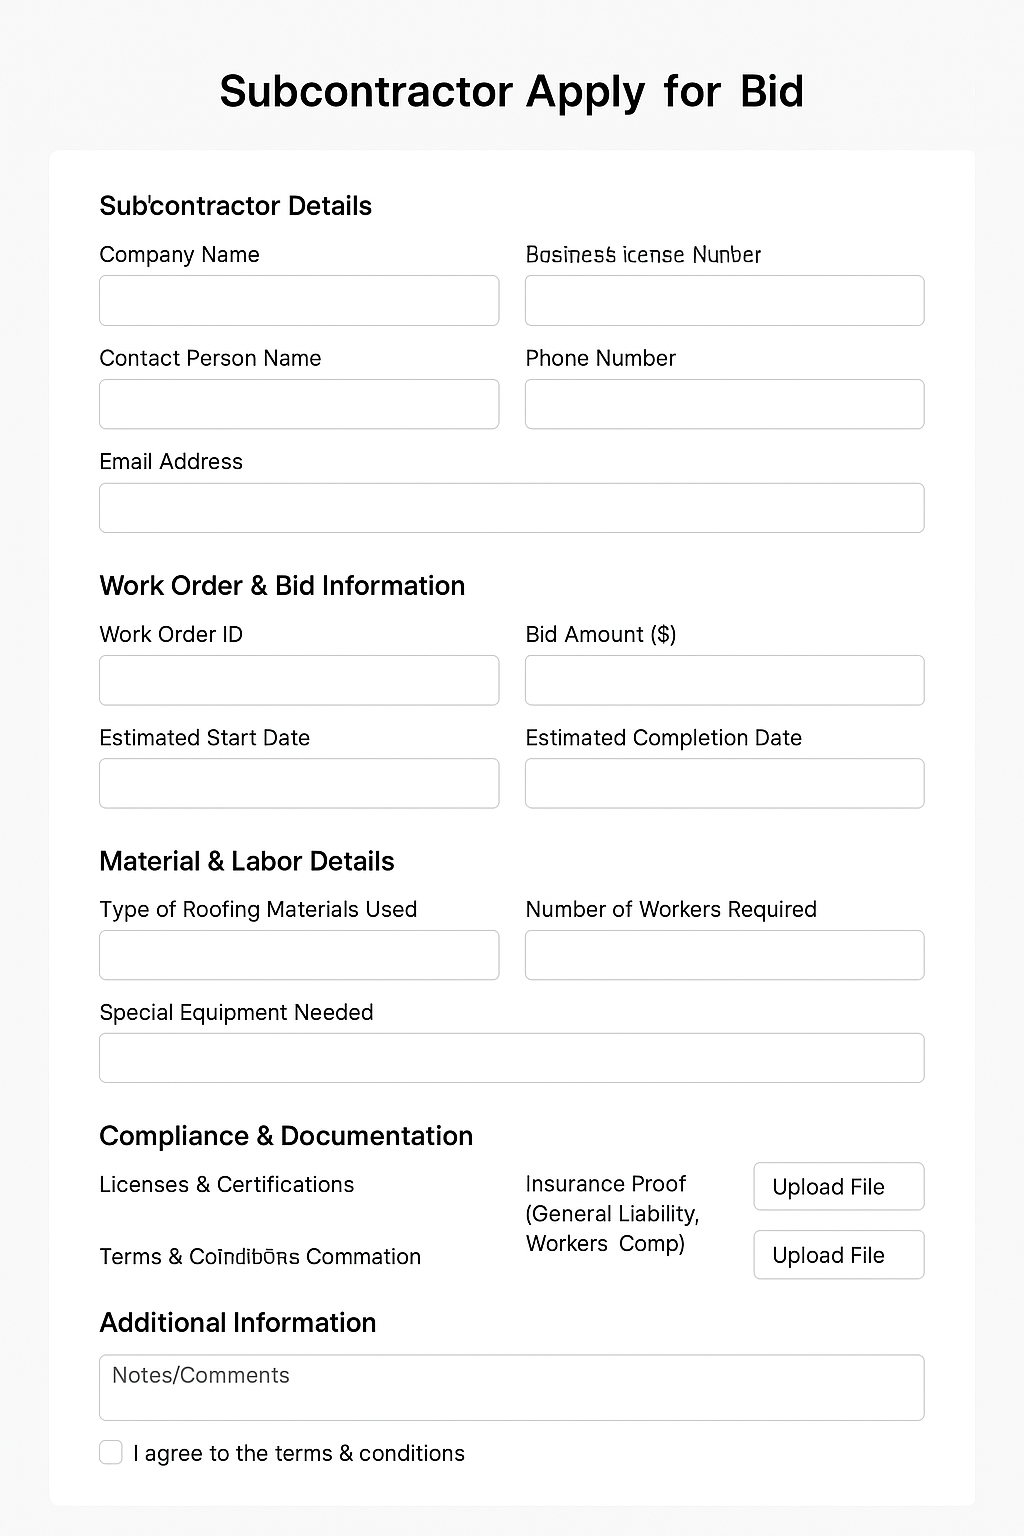 Subcontractor Apply for Bid
Sub'contractor Details
Company Name
Business icense Nunber
Contact Person Name
Phone Number
Email Address
Work Order & Bid Information
Work Order ID
Bid Amount ($)
Estimated Start Date
Estimated Completion Date
Material & Labor Details
Type of Roofing Materials Used
Number of Workers Required
Special Equipment Needed
Compliance & Documentation
Licenses & Certifications
Insurance Proof
(General Liability,
Workers Comp)
Upload File
Terms & Commation
Upload File
Additional Information
Notes/Comments
I agree to the terms & conditions